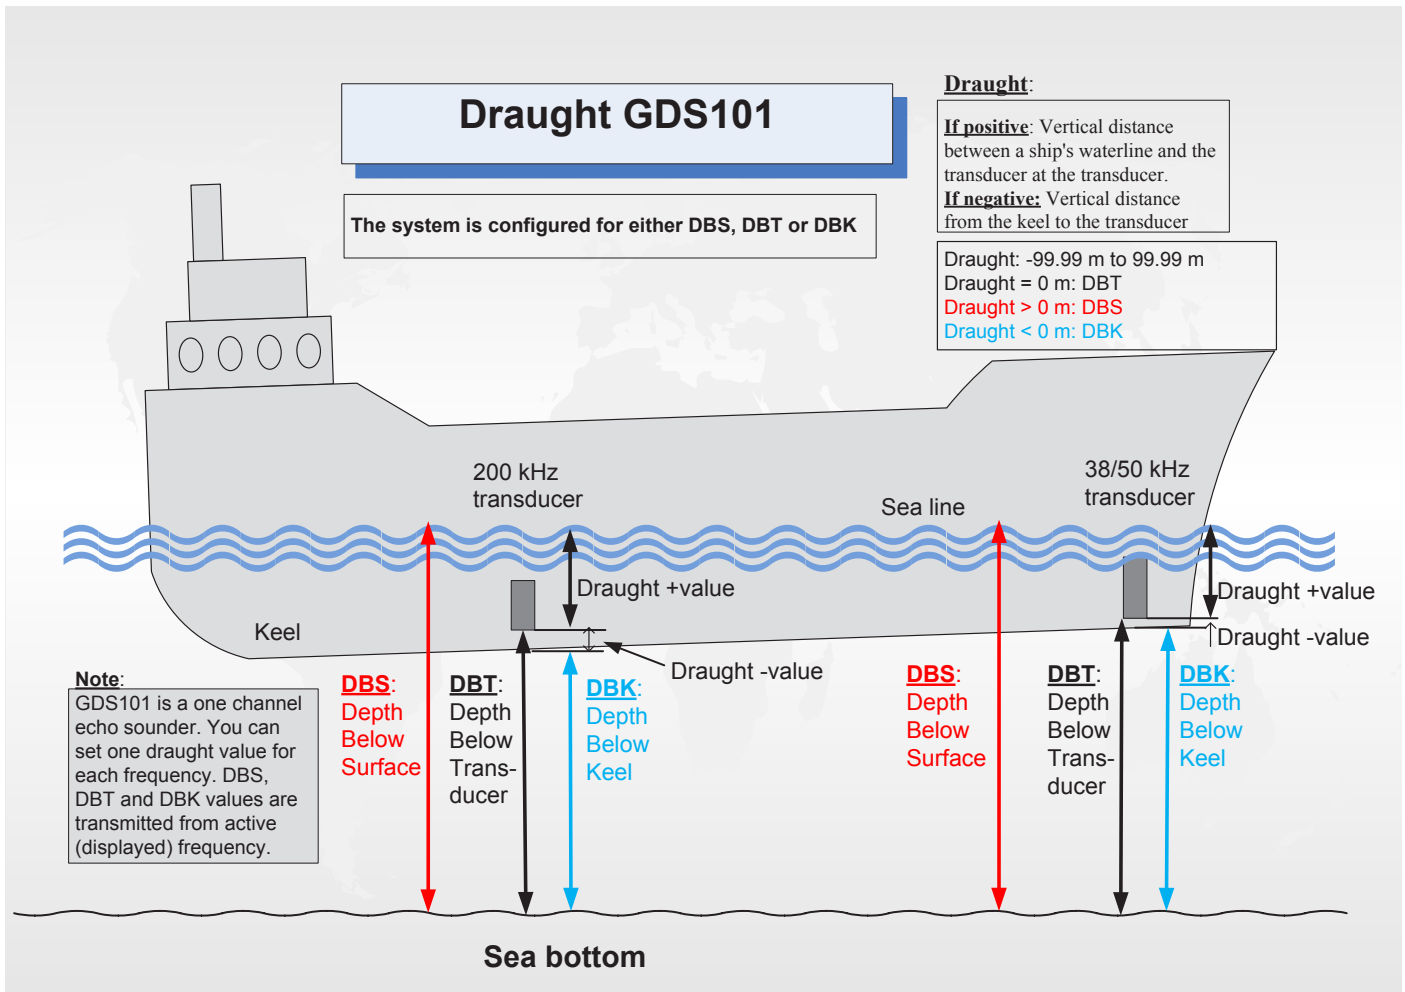 Draught GDS101
The system is configured for either DBS, DBT or DBK
Draught:
If positive: Vertical distance
between a ship's waterline and the
transducer at the transducer.
If negative: Vertical distance
from the keel to the transducer
Draught: -99.99 m to 99.99 m
Draught = 0 m: DBT
Draught > 0 m: DBS
Draught < 0 m: DBK
200 kHz
transducer
38/50 kHz
transducer
Sea line
Draught +value
Draught +value
Keel
Draught -value
Draught -value
Note:
GDS101 is a one channel
echo sounder. You can
set one draught value for
each frequency. DBS,
DBT and DBK values are
transmitted from active
(displayed) frequency.
DBS:
Depth
Below
Surface
DBT:
Depth
Below
Trans-
ducer
DBK:
Depth
Below
Keel
DBS:
Depth
Below
Surface
DBT:
Depth
Below
Trans-
ducer
DBK:
Depth
Below
Keel
Sea bottom